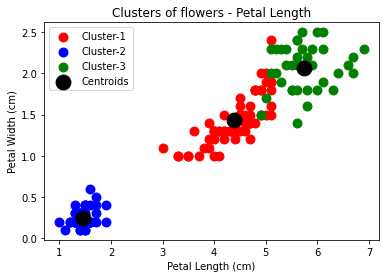 Clusters of flowers - Petal Length
Cluster-1
Cluster-2
Cluster-3
Centroids
Petal Width (cm)
2.5
2.0
1.5
1.0
0.5
0.0
1 2 3 4 5 6 7
Petal Length (cm)